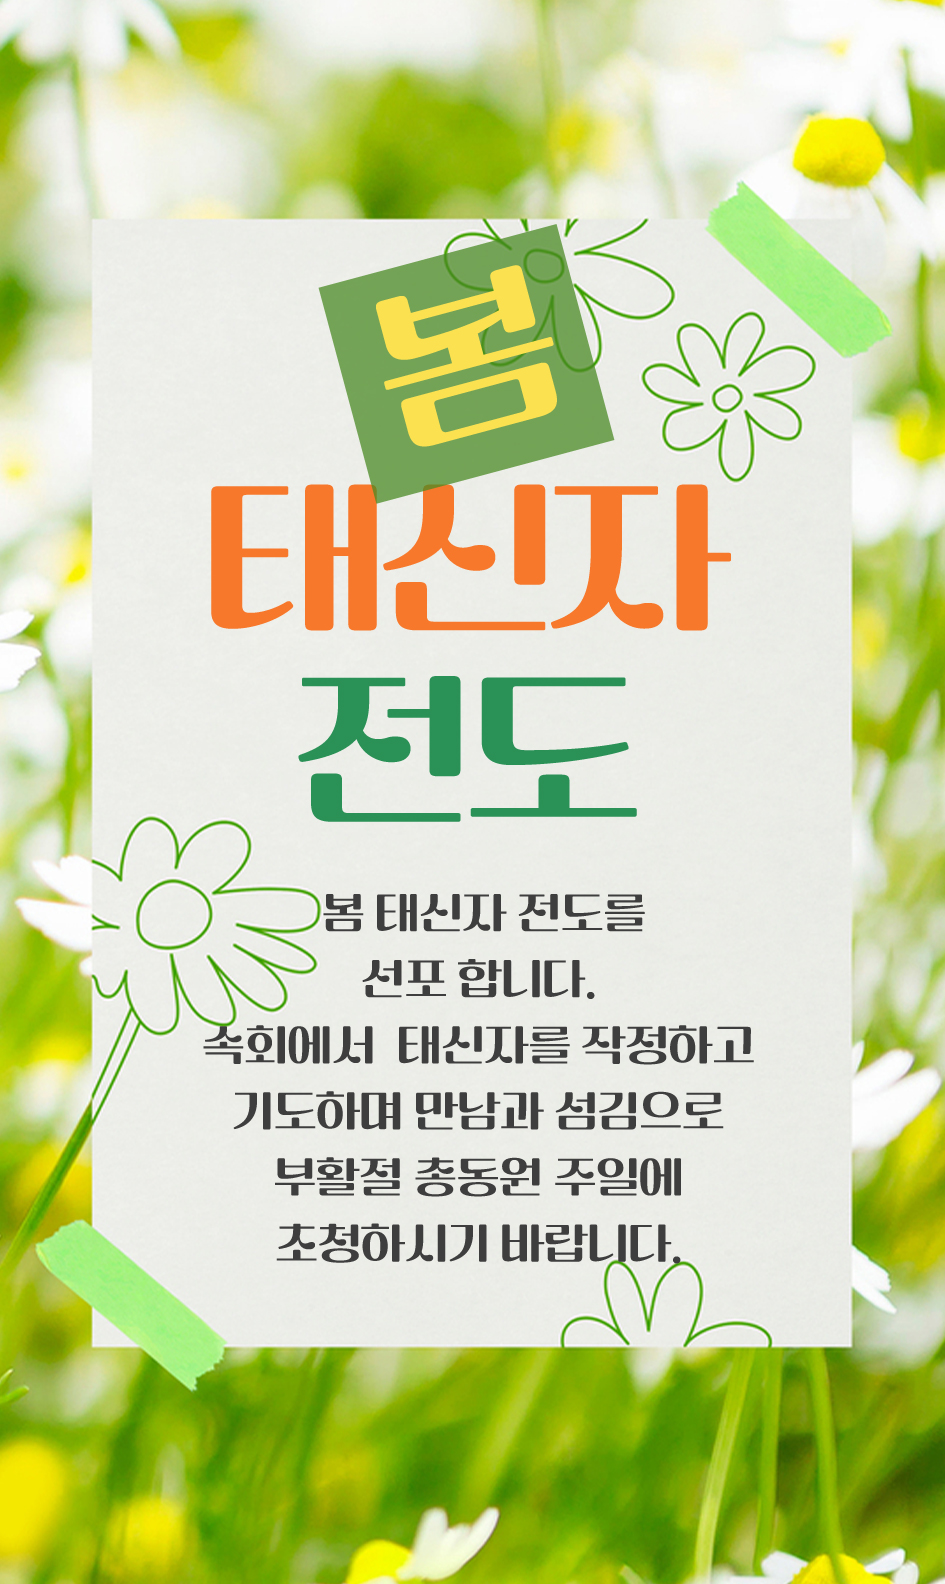 봄
태신자
전도
봄 태신자 전도를
선포 합니다.
속회에서 태신자를 작정하고
기도하며 만남과 섬김으로
부활절 총동원 주일에
초청하시기 바랍니다.